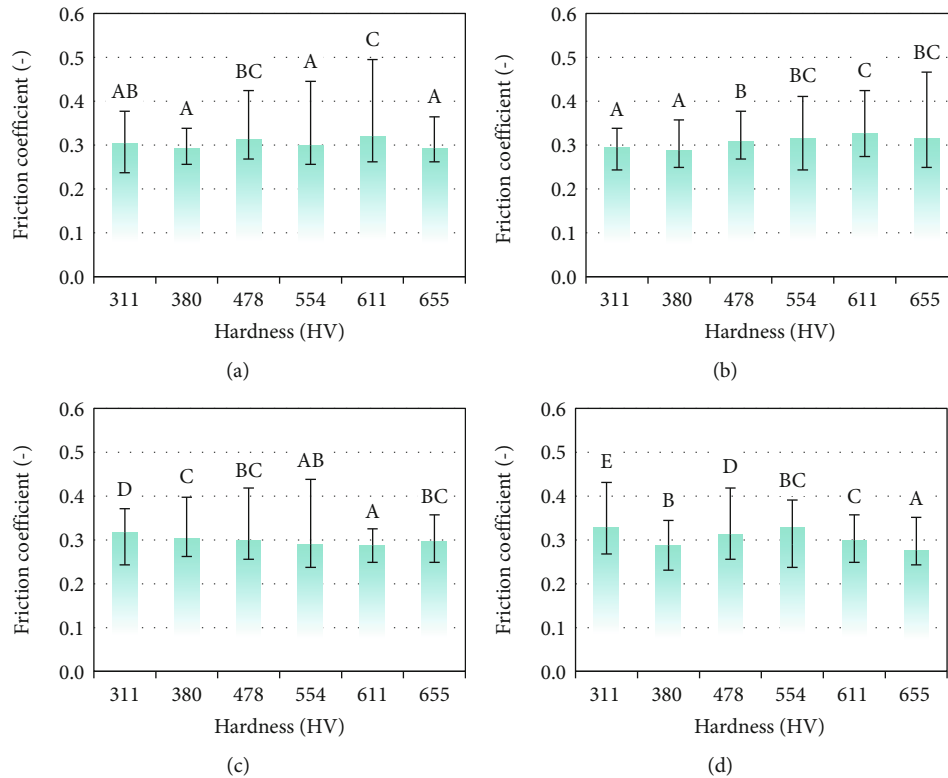 Friction coefficient (-)
0.6
0.5
0.4
0.3
0.2
0.1
0.0
AB
A
BC
A
C
A
311 380 478 554 611 655
Hardness (HV)
(a)
Friction coefficient (-)
0.6
0.5
0.4
0.3
0.2
0.1
0.0
A
A
B
BC
C
BC
311 380 478 554 611 655
Hardness (HV)
(b)
Friction coefficient (-)
0.6
0.5
0.4
0.3
0.2
0.1
0.0
D
C
BC
AB
A
BC
311 380 478 554 611 655
Hardness (HV)
(c)
Friction coefficient (-)
0.6
0.5
0.4
0.3
0.2
0.1
0.0
E
B
D
BC
C
A
311 380 478 554 611 655
Hardness (HV)
(d)